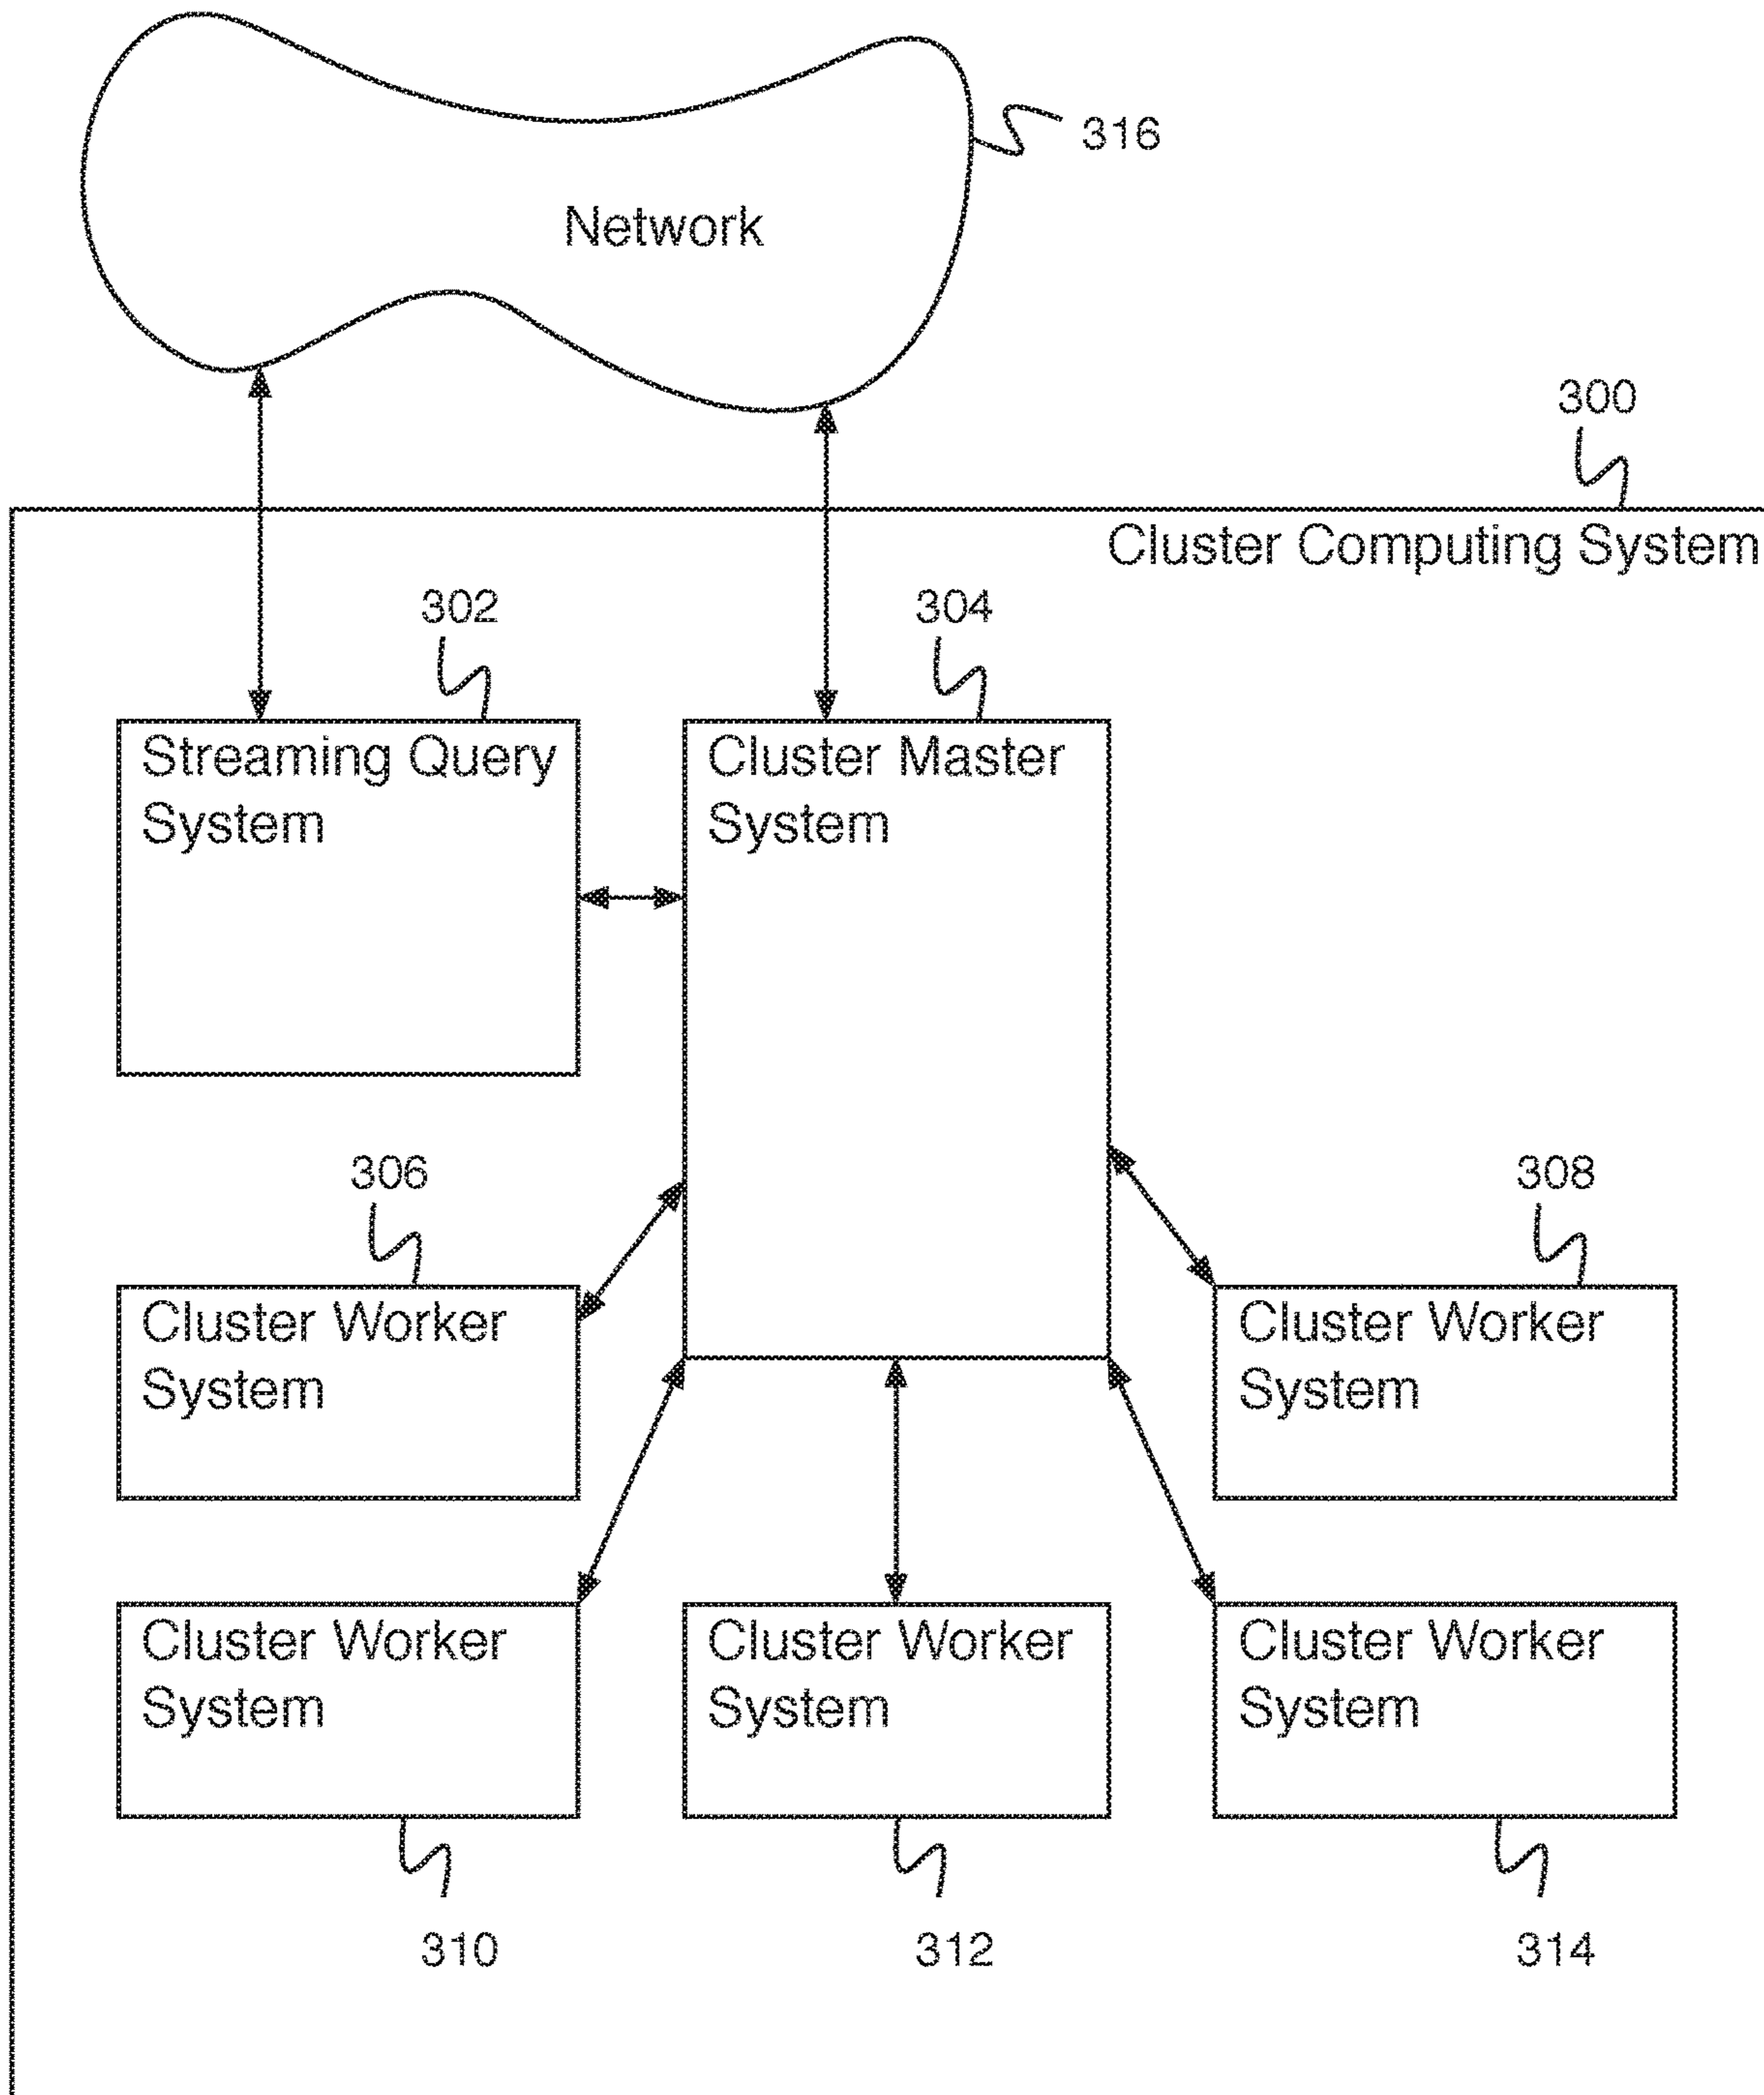 316
Network
300
Cluster Computing System
302
304
Streaming Query
System
Cluster Master
System
306
308
Cluster Worker
System
Cluster Worker
System
Cluster Worker
System
Cluster Worker
System
Cluster Worker
System
310
312
314